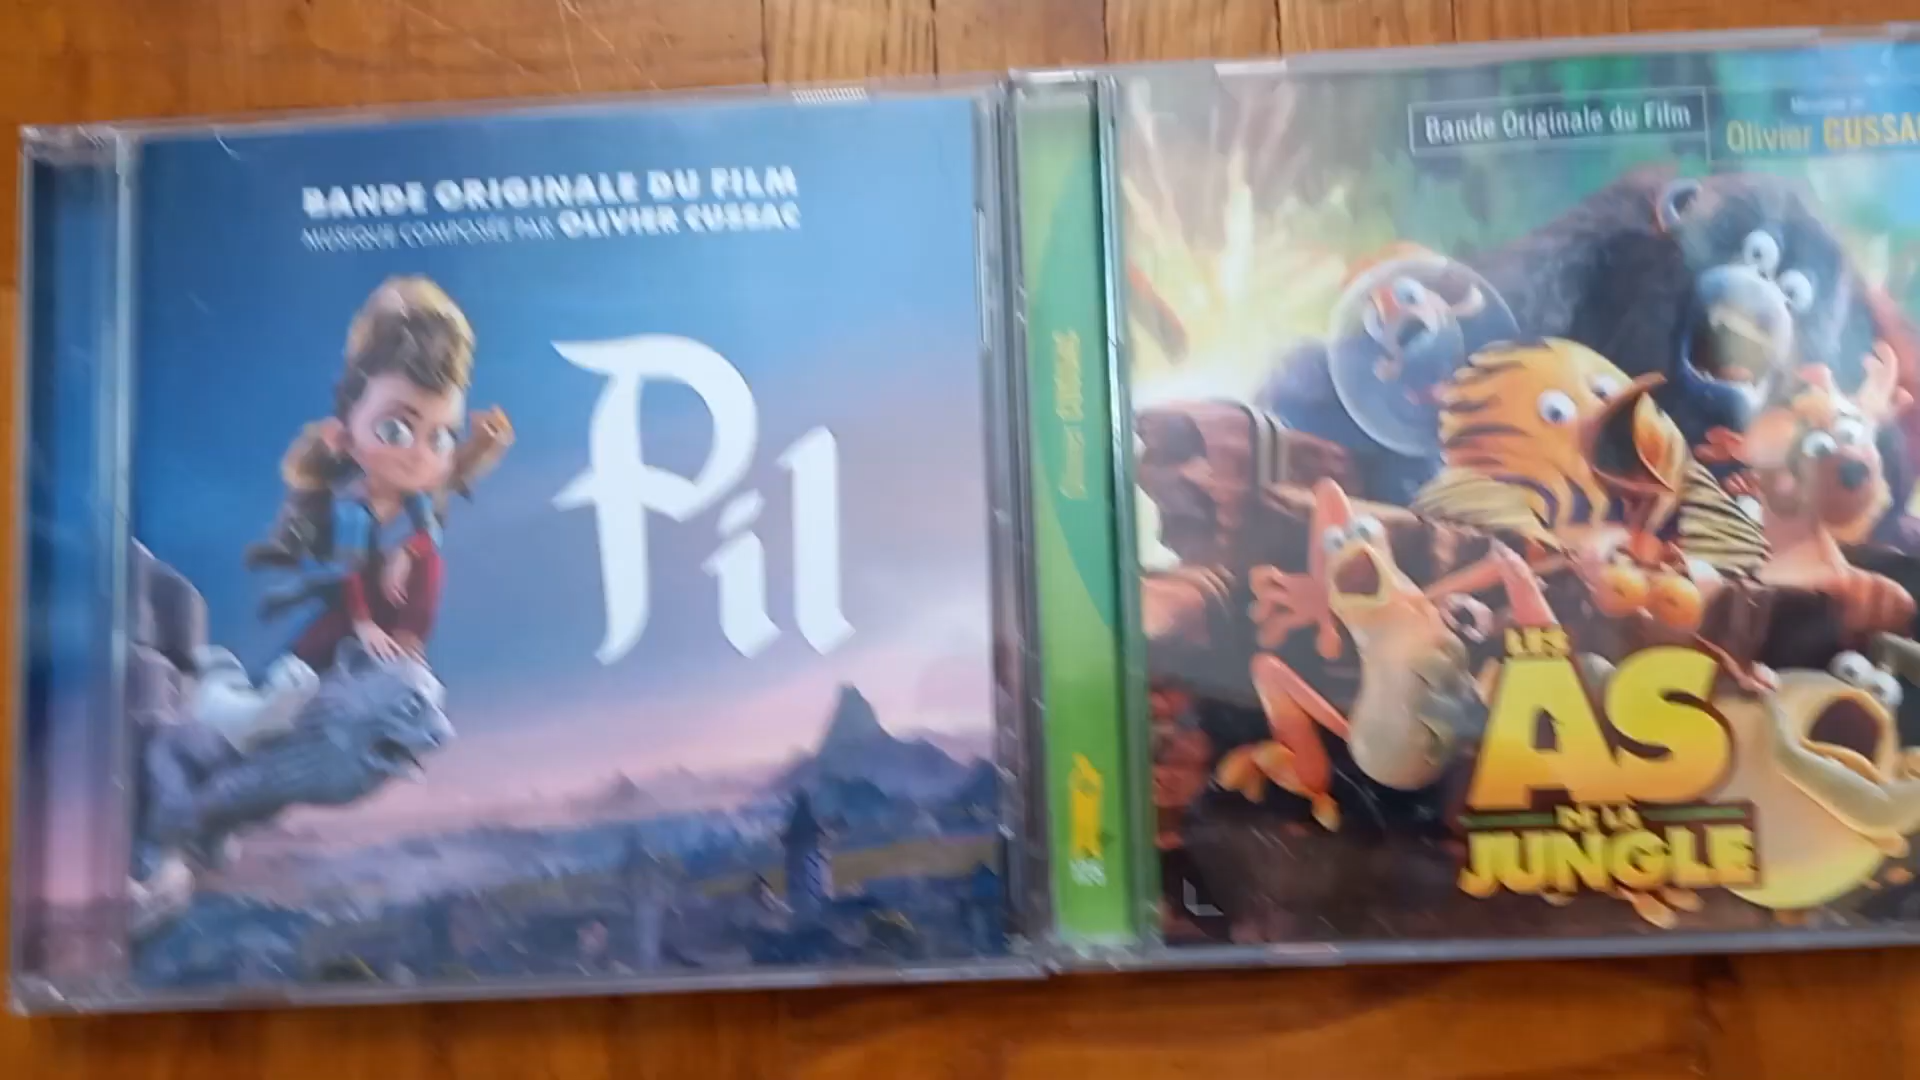 BANDE ORIGINALE DU FILM
MUSIQUE COMPOSÉE PAR OLIVIER CUSSAC
Pil
Bande Originale du Film
Olivier CUSSAC
LES
AS
DE LA
JUNGLE